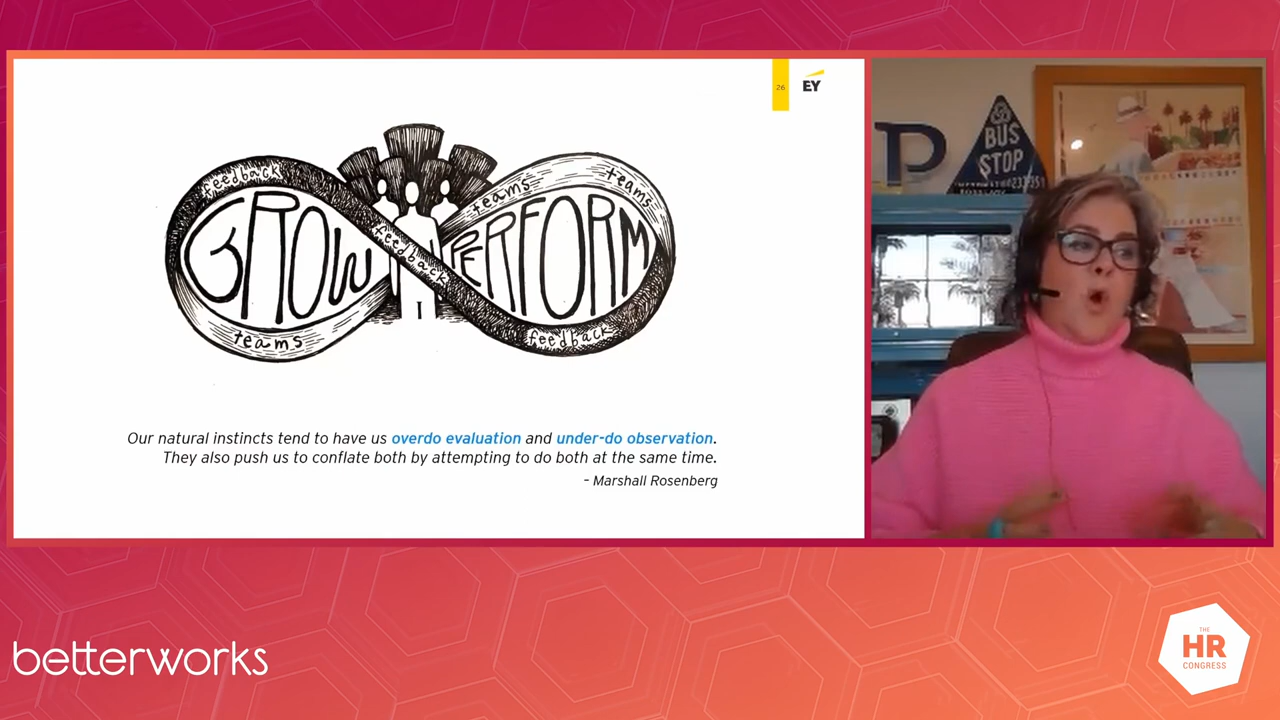 26
EY
feedback
GROW
teams
feedback
teams
teams
PERFORM
feedback
Our natural instincts tend to have us overdo evaluation and under-do observation.
They also push us to conflate both by attempting to do both at the same time.
– Marshall Rosenberg
P
BUS
STOP
betterworks
THE
HR
CONGRESS